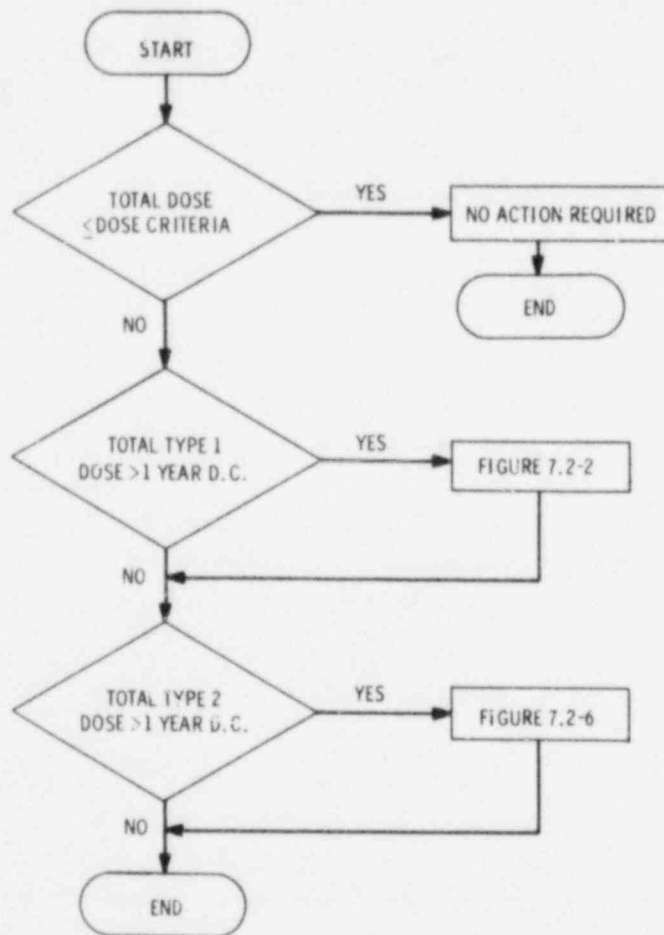 START
TOTAL DOSE
≤DOSE CRITERIA
YES
NO ACTION REQUIRED
END
NO
TOTAL TYPE 1
DOSE >1 YEAR D.C.
YES
FIGURE 7.2-2
NO
TOTAL TYPE 2
DOSE >1 YEAR D.C.
YES
FIGURE 7.2-6
NO
END